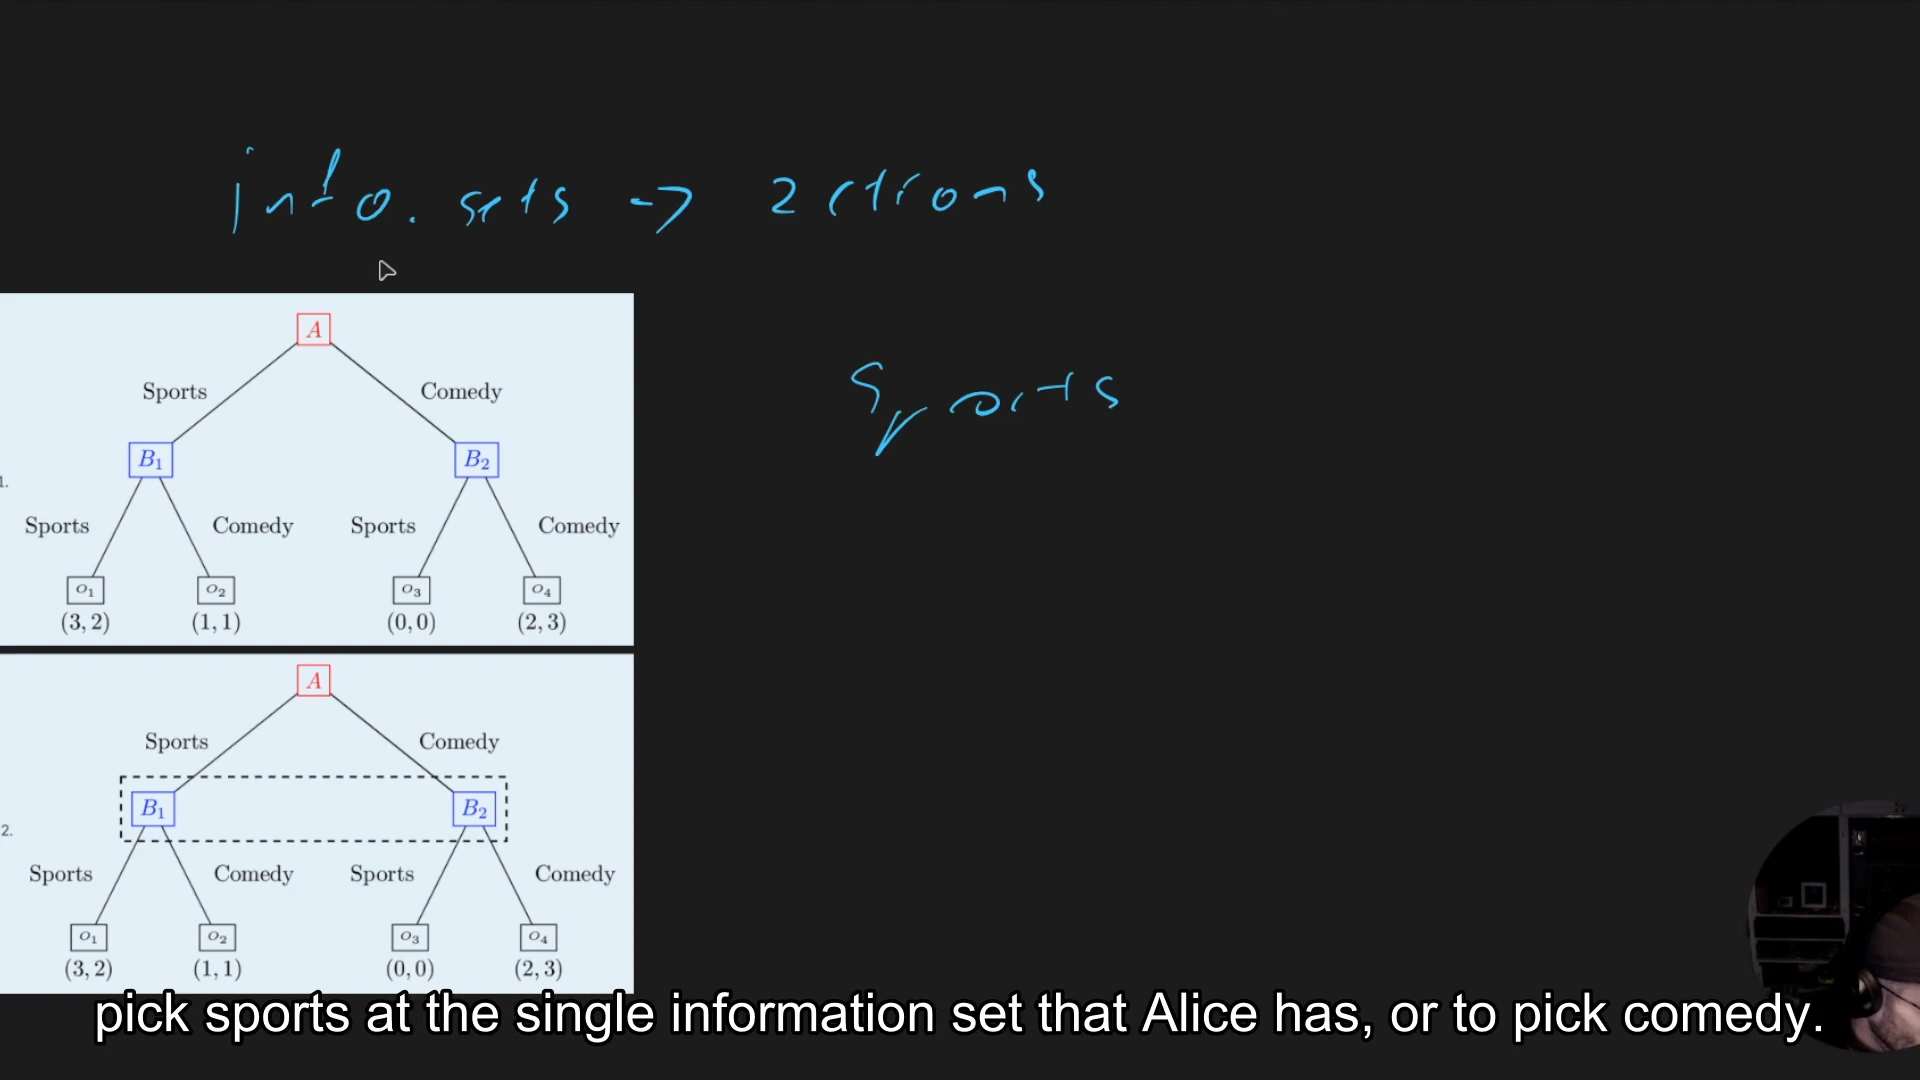 info. sets -> actions
Sports
A
Sports Comedy
B₁ B₂
1.
Sports Comedy Sports Comedy
o₁ o₂ o₃ o₄
(3, 2) (1, 1) (0, 0) (2, 3)
A
Sports Comedy
B₁ B₂
2.
Sports Comedy Sports Comedy
o₁ o₂ o₃ o₄
(3, 2) (1, 1) (0, 0) (2, 3)
pick sports at the single information set that Alice has, or to pick comedy.